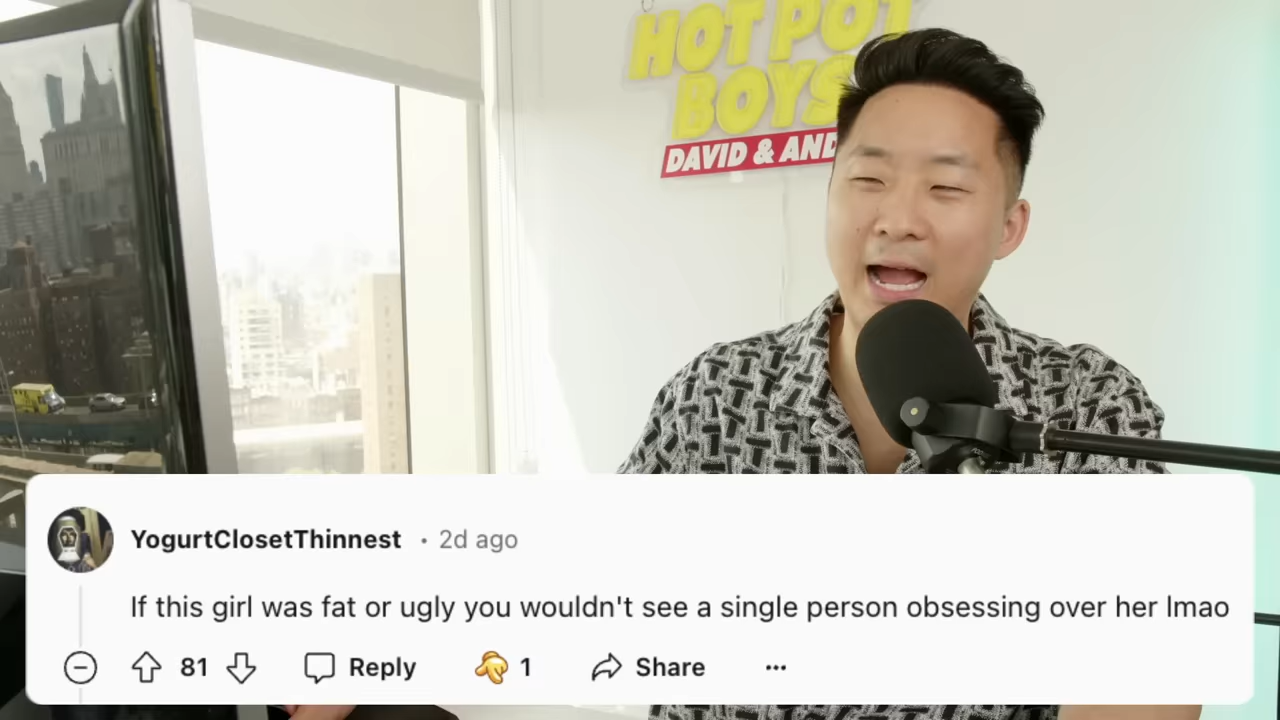 HOT POT
BOYS
DAVID & AND
YogurtClosetThinnest • 2d ago
If this girl was fat or ugly you wouldn't see a single person obsessing over her lmao
81 Reply 1 Share ...